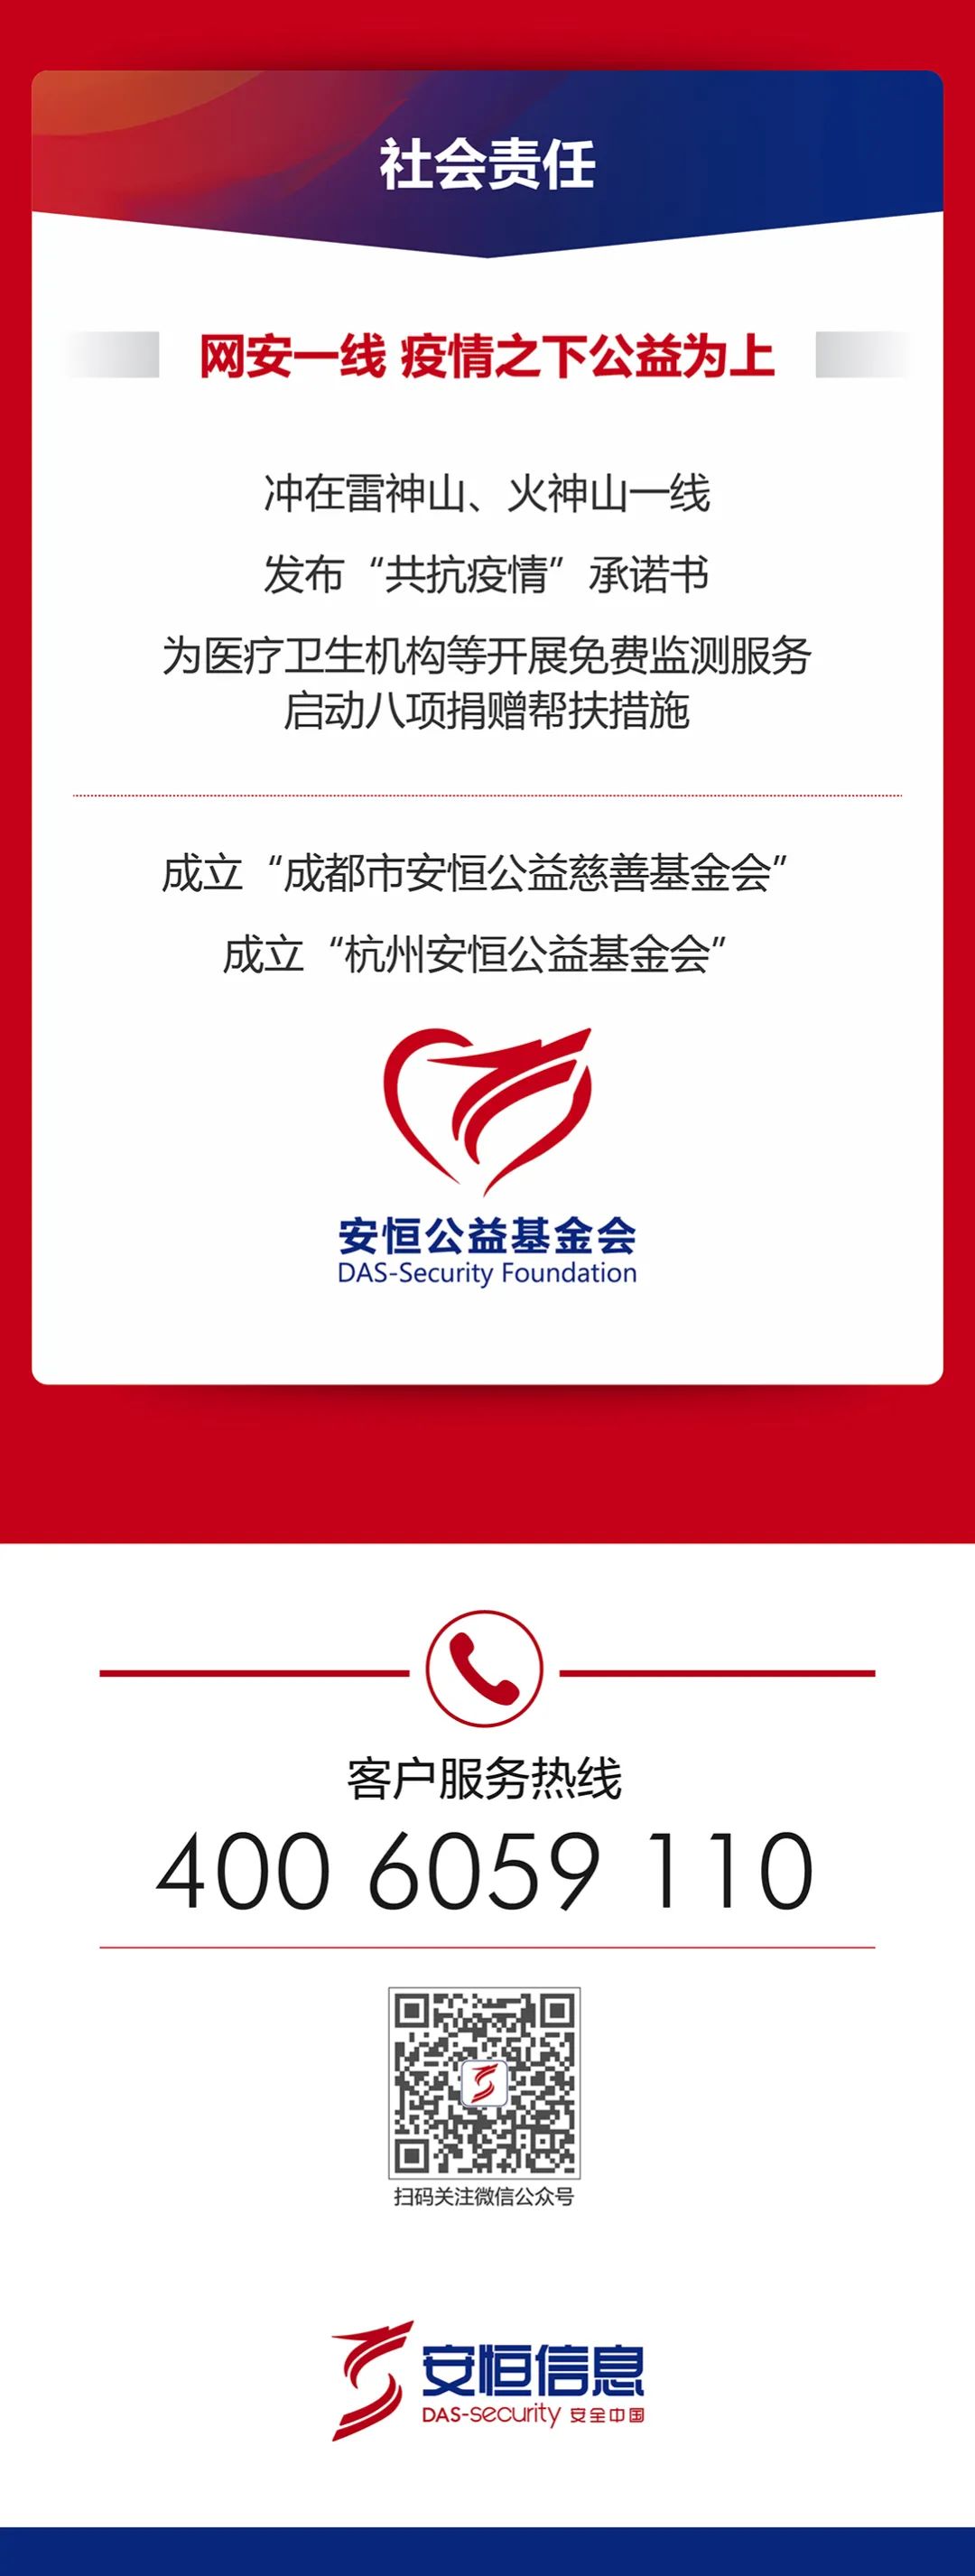 社会责任
网安一线 疫情之下公益为上
冲在雷神山、火神山一线
发布“共抗疫情”承诺书
为医疗卫生机构等开展免费监测服务
启动八项捐赠帮扶措施
成立“成都市安恒公益慈善基金会”
成立“杭州安恒公益基金会”
安恒公益基金会
DAS-Security Foundation
客户服务热线
400 6059 110
扫码关注微信公众号
安恒信息
DAS-security 安全中国